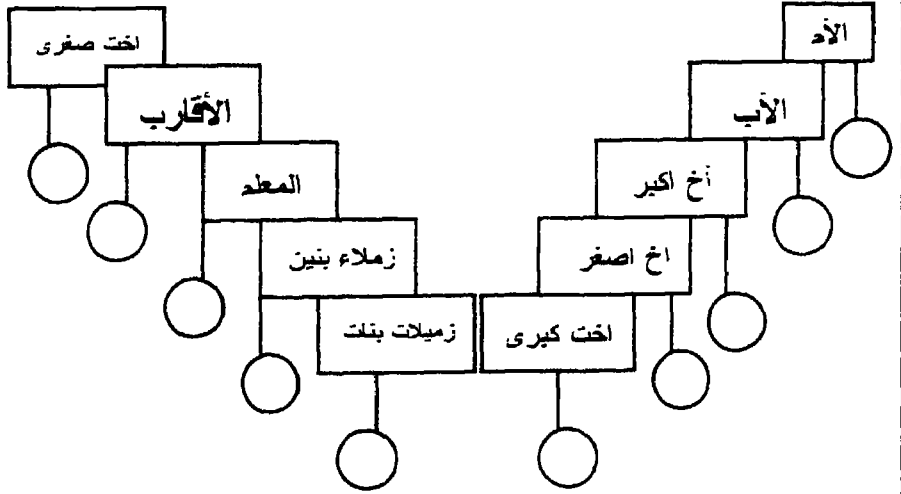 الأم
الأب
أخ اكبر
اخ اصغر
اخت كبرى
اخت صغرى
الأقارب
المعلم
زملاء بنين
زميلات بنات